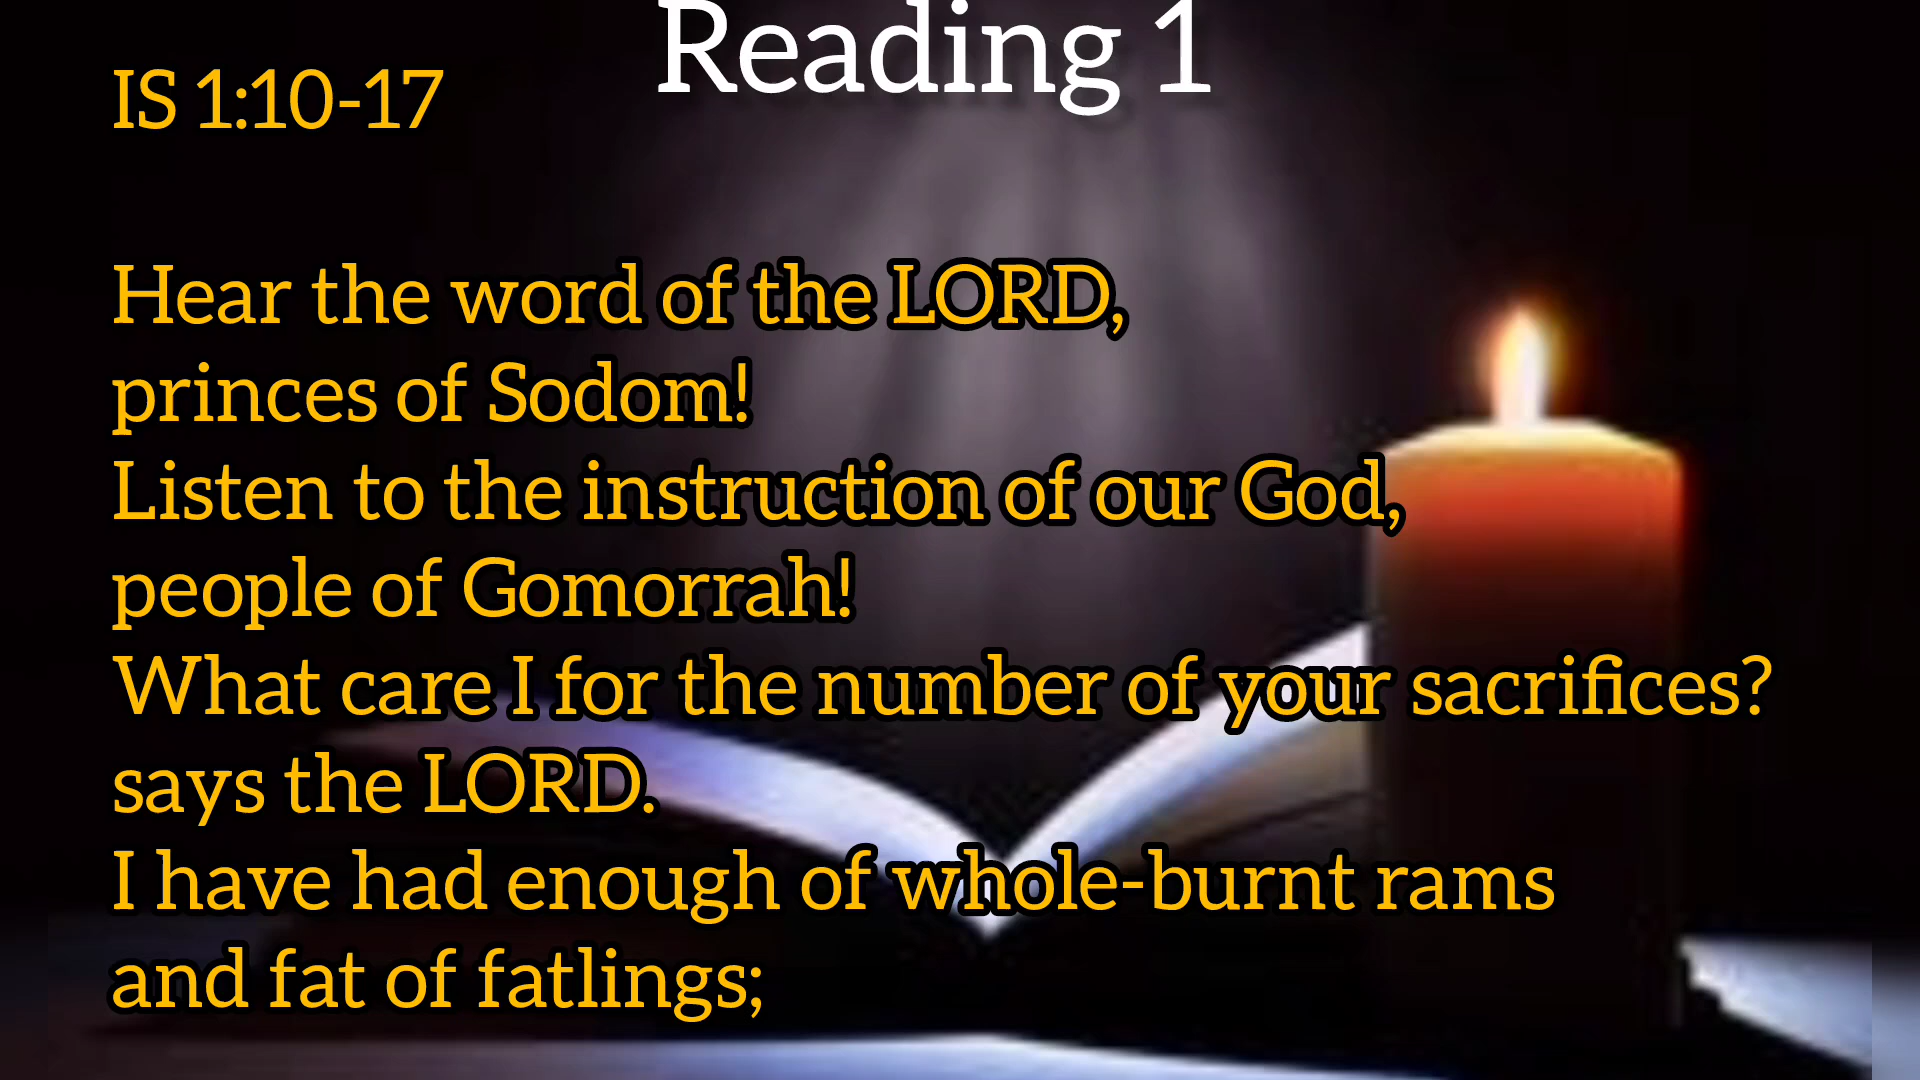 Reading 1
IS 1:10-17
Hear the word of the LORD,
princes of Sodom!
Listen to the instruction of our God,
people of Gomorrah!
What care I for the number of your sacrifices?
says the LORD.
I have had enough of whole-burnt rams
and fat of fatlings;